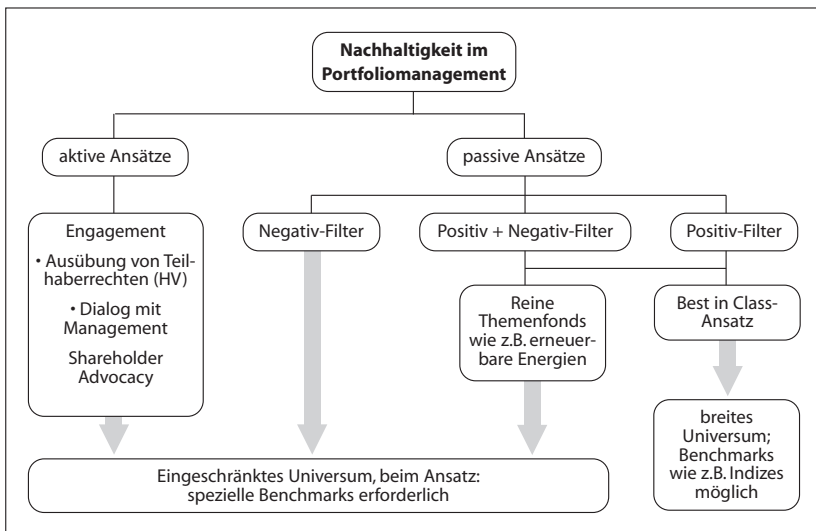 Nachhaltigkeit im
Portfoliomanagement
aktive Ansätze
passive Ansätze
Engagement
• Ausübung von Teil-
haberrechten (HV)
• Dialog mit
Management
Shareholder
Advocacy
Negativ-Filter
Positiv + Negativ-Filter
Positiv-Filter
Reine
Themenfonds
wie z.B. erneuer-
bare Energien
Best in Class-
Ansatz
Eingeschränktes Universum, beim Ansatz:
spezielle Benchmarks erforderlich
breites
Universum;
Benchmarks
wie z.B. Indizes
möglich